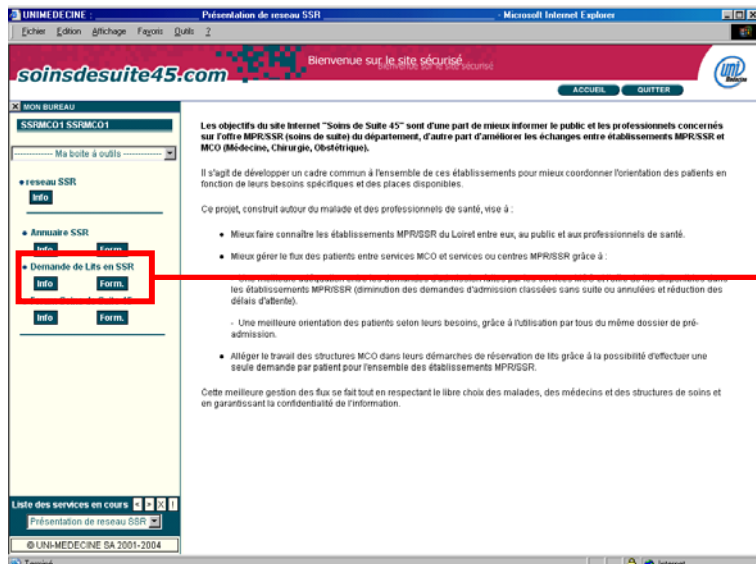 UNIMEDECINE : Présentation de reseau SSR - Microsoft Internet Explorer
Fichier Edition Affichage Favoris Outils ?
soinsdesuite45.com
Bienvenue sur le site sécurisé
ACCUEIL QUITTER
uni
Médecine
MON BUREAU
SSRMCO1 SSRMCO1
------------ Ma boite à outils ------------
reseau SSR
Info
Annuaire SSR
Info Form.
Demande de Lits en SSR
Info Form.
Info Form.
Liste des services en cours < > X !
Présentation de reseau SSR
© UNI-MEDECINE SA 2001-2004
Les objectifs du site Internet "Soins de Suite 45" sont d'une part de mieux informer le public et les professionnels concernés
sur l'offre MPR/SSR (soins de suite) du département, d'autre part d'améliorer les échanges entre établissements MPR/SSR et
MCO (Médecine, Chirurgie, Obstétrique).
Il s'agit de développer un cadre commun à l'ensemble de ces établissements pour mieux coordonner l'orientation des patients en
fonction de leurs besoins spécifiques et des places disponibles.
Ce projet, construit autour du malade et des professionnels de santé, vise à :
• Mieux faire connaître les établissements MPR/SSR du Loiret entre eux, au public et aux professionnels de santé.
• Mieux gérer le flux des patients entre services MCO et services ou centres MPR/SSR grâce à :
les établissements MPR/SSR (diminution des demandes d'admission classées sans suite ou annulées et réduction des
délais d'attente).
- Une meilleure orientation des patients selon leurs besoins, grâce à l'utilisation par tous du même dossier de pré-
admission.
• Alléger le travail des structures MCO dans leurs démarches de réservation de lits grâce à la possibilité d'effectuer une
seule demande par patient pour l'ensemble des établissements MPR/SSR.
Cette meilleure gestion des flux se fait tout en respectant le libre choix des malades, des médecins et des structures de soins et
en garantissant la confidentialité de l'information.
Terminé Internet